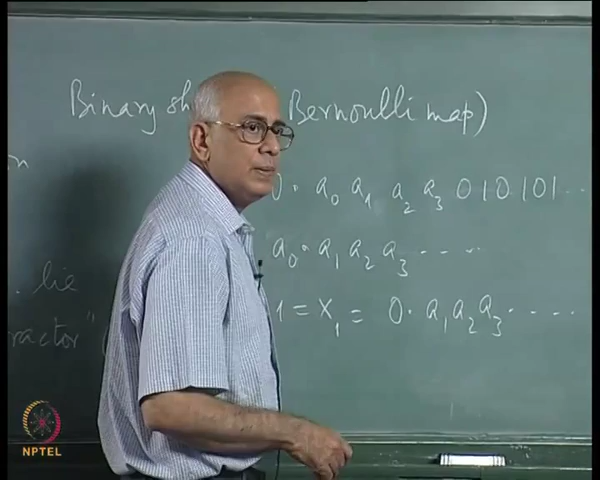 Binary sh Bernoulli map)
0. a₀ a₁ a₂ a₃ 010101...
a₀. a₁ a₂ a₃ ......
1 = X₁ = 0. a₁ a₂ a₃ ......
lie
NPTEL